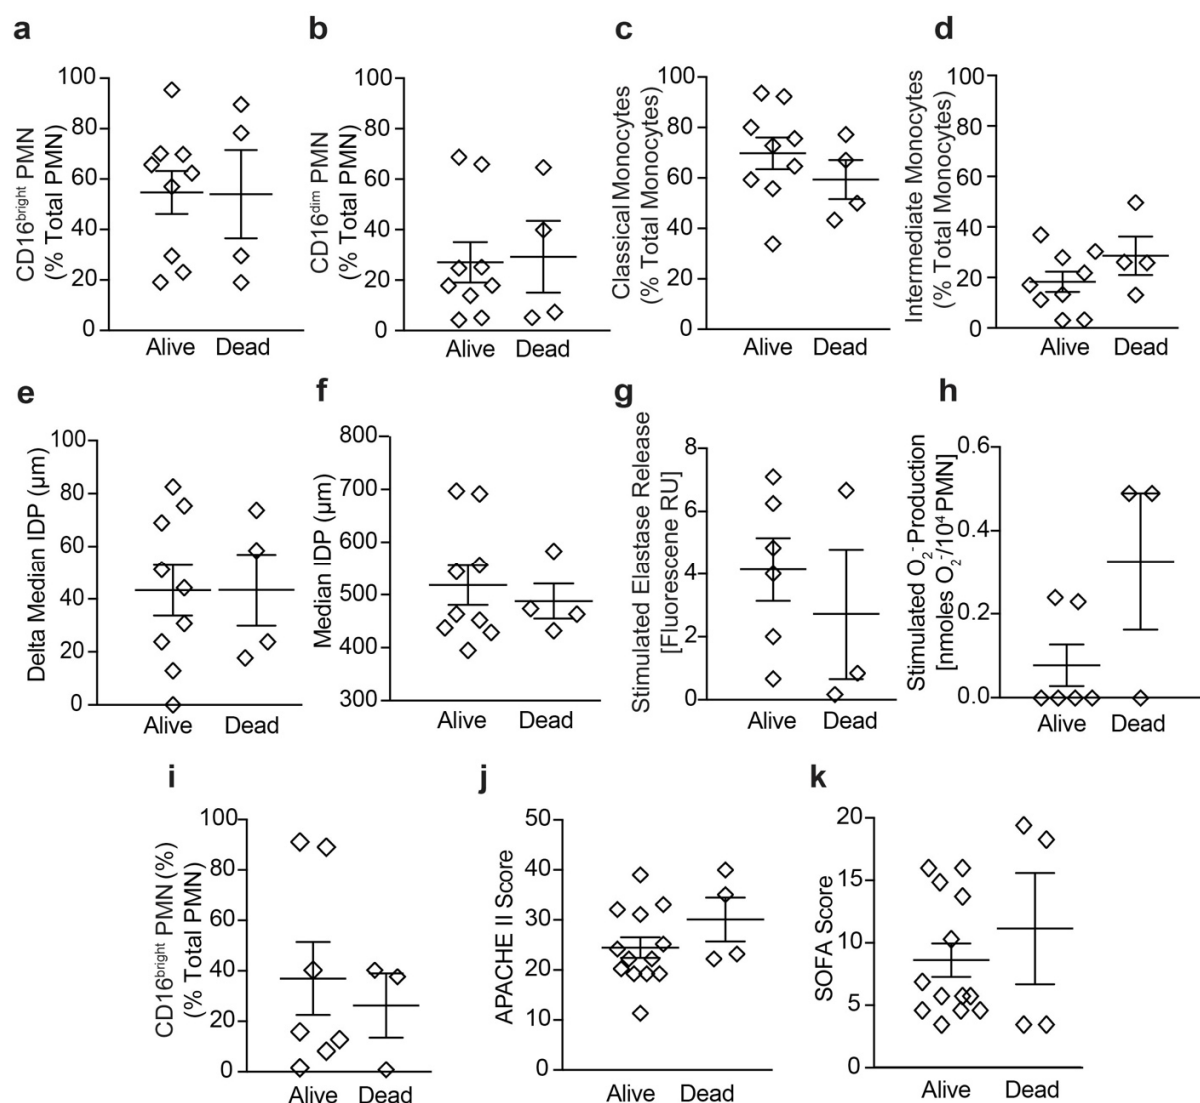 a
CD16bright PMN
(% Total PMN)
100
80
60
40
20
0
Alive Dead
b
CD16dim PMN
(% Total PMN)
100
80
60
40
20
0
Alive Dead
c
Classical Monocytes
(% Total Monocytes)
100
80
60
40
20
0
Alive Dead
d
Intermediate Monocytes
(% Total Monocytes)
100
80
60
40
20
0
Alive Dead
e
Delta Median IDP (µm)
100
80
60
40
20
0
Alive Dead
f
Median IDP (µm)
800
700
600
500
400
300
Alive Dead
g
Stimulated Elastase Release
[Fluorescene RU]
8
6
4
2
0
Alive Dead
h
Stimulated O2- Production
[nmoles O2-/10⁴ PMN]
0.6
0.4
0.2
0.0
Alive Dead
i
CD16bright PMN (%)
(% Total PMN)
100
80
60
40
20
0
Alive Dead
j
APACHE II Score
50
40
30
20
10
0
Alive Dead
k
SOFA Score
20
15
10
5
0
Alive Dead